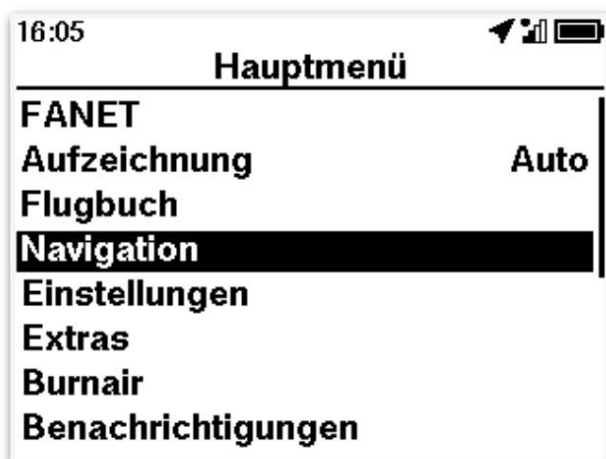 16:05
Hauptmenü
FANET
Aufzeichnung Auto
Flugbuch
Navigation
Einstellungen
Extras
Burnair
Benachrichtigungen